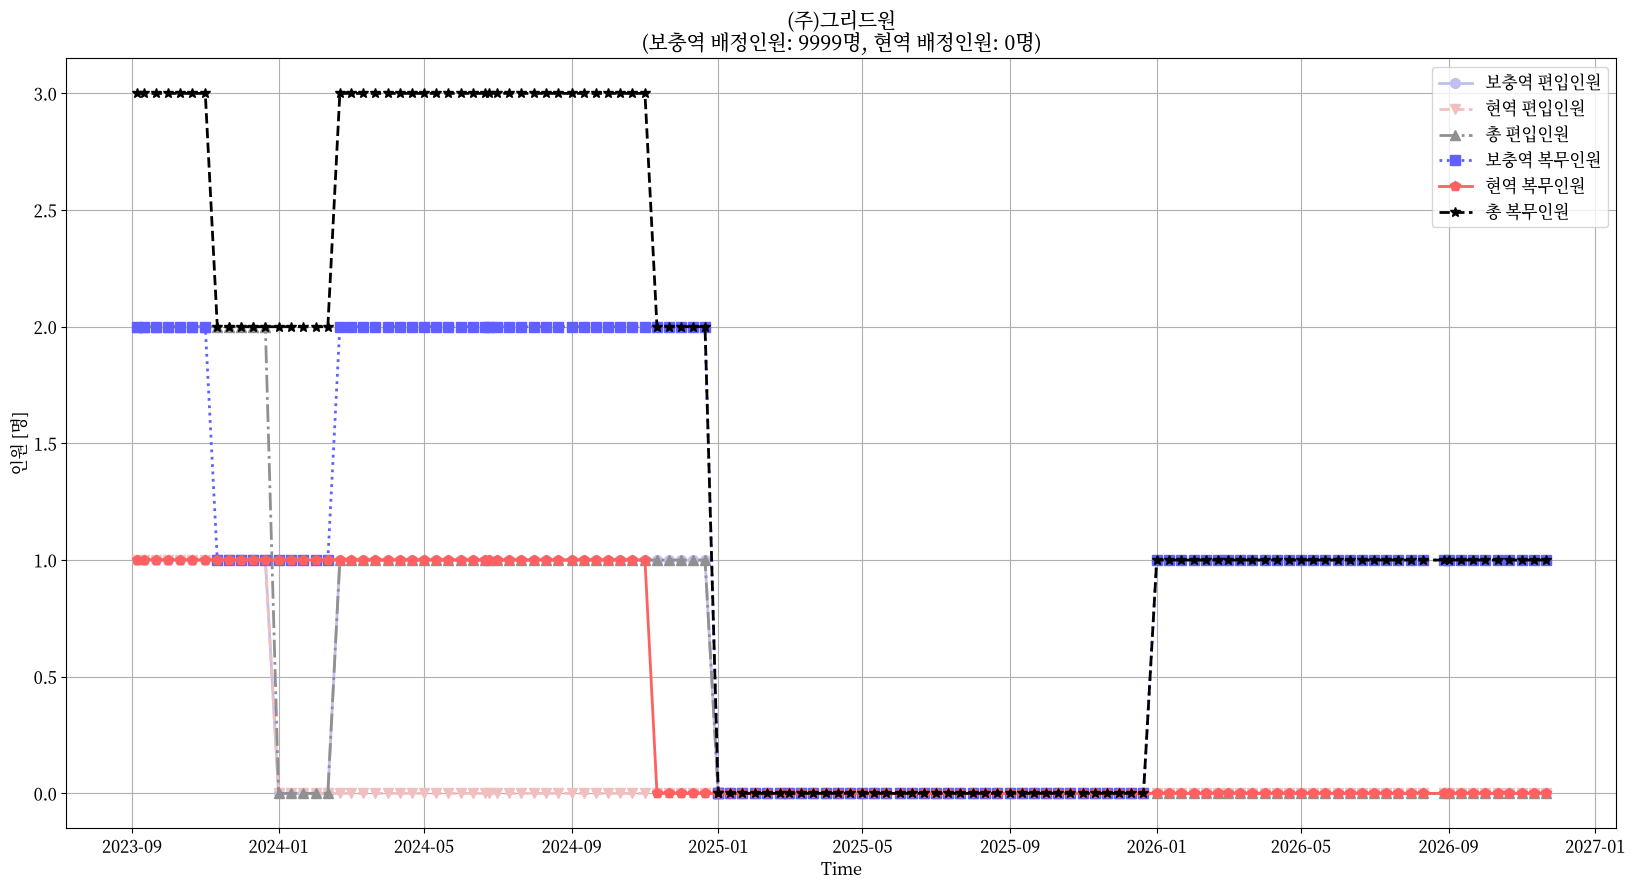 (주)그리드원
(보충역 배정인원: 9999명, 현역 배정인원: 0명)
보충역 편입인원
현역 편입인원
총 편입인원
보충역 복무인원
현역 복무인원
총 복무인원
인원 [명]
3.0
2.5
2.0
1.5
1.0
0.5
0.0
2023-09 2024-01 2024-05 2024-09 2025-01 2025-05 2025-09 2026-01 2026-05 2026-09 2027-01
Time